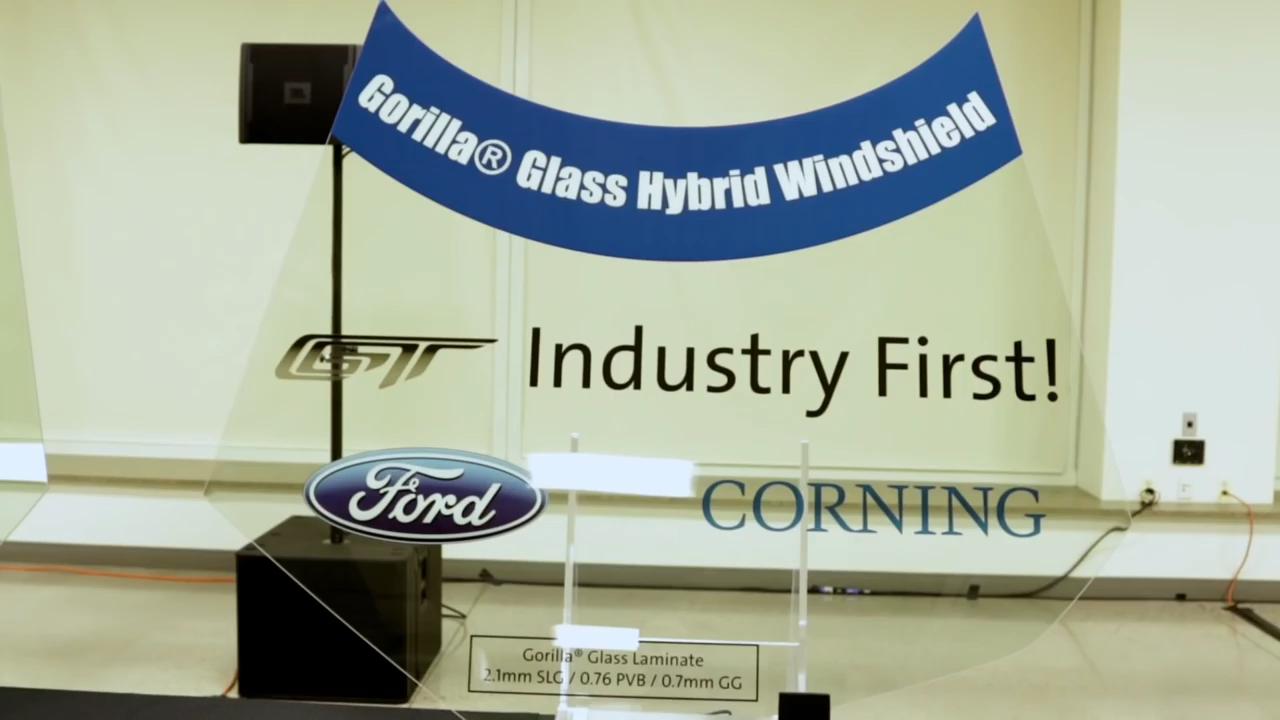 Gorilla® Glass Hybrid Windshield
GT Industry First!
Ford CORNING
Gorilla® Glass Laminate
2.1mm SLG / 0.76 PVB / 0.7mm GG